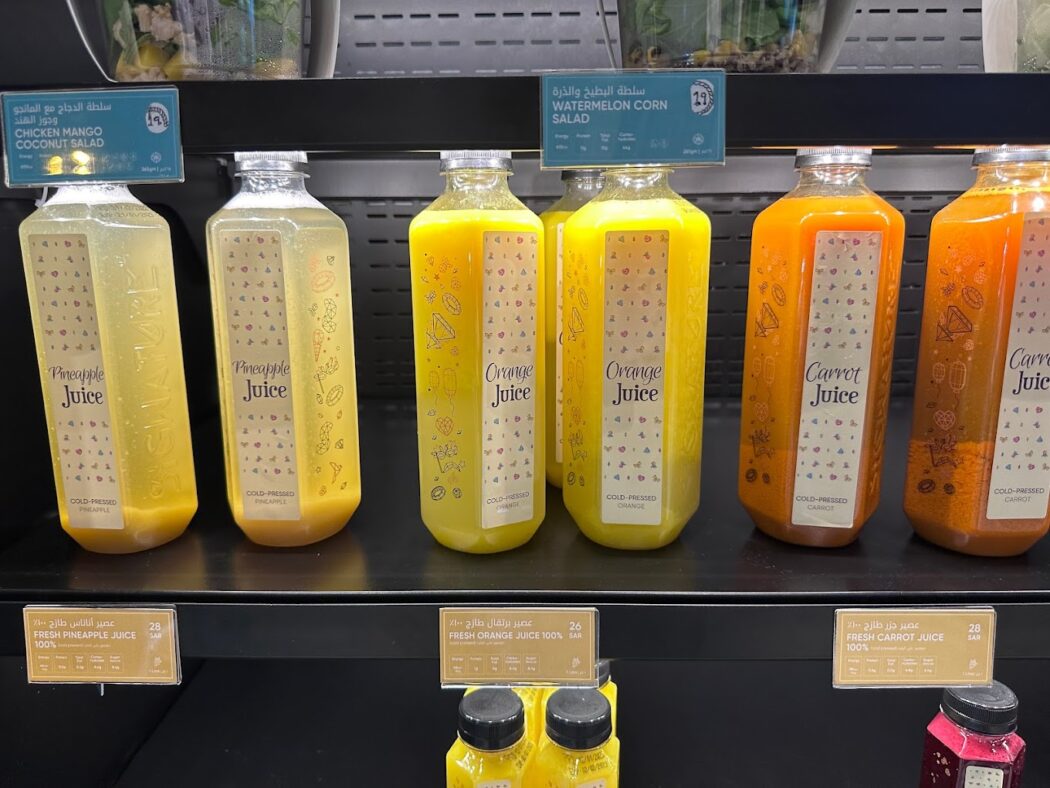 سلطة الدجاج مع المانجو
وجوز الهند
CHICKEN MANGO
COCONUT SALAD
19
سلطة البطيخ والذرة
WATERMELON CORN
SALAD
19
Pineapple
Juice
COLD-PRESSED
PINEAPPLE
Pineapple
Juice
COLD-PRESSED
PINEAPPLE
Orange
Juice
COLD-PRESSED
ORANGE
Orange
Juice
COLD-PRESSED
ORANGE
Carrot
Juice
COLD-PRESSED
CARROT
Carrot
Juice
COLD-PRESSED
CARROT
عصير أناناس طازج ١٠٠٪
FRESH PINEAPPLE JUICE
100%
28
SAR
عصير برتقال طازج ١٠٠٪
FRESH ORANGE JUICE 100%
26
SAR
عصير جزر طازج ١٠٠٪
FRESH CARROT JUICE
100%
28
SAR